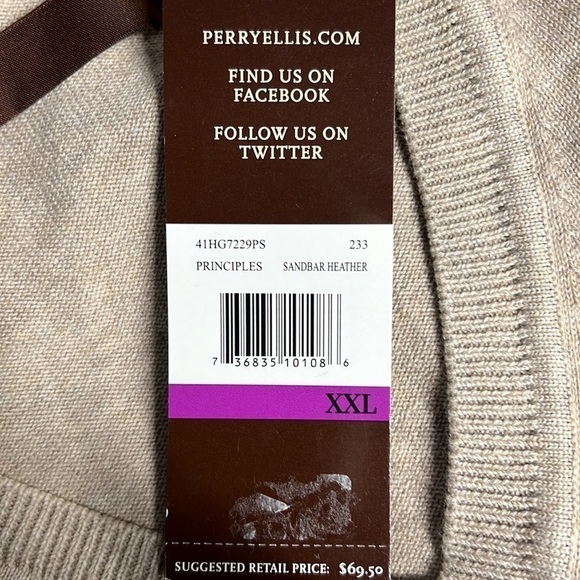 PERRYELLIS.COM
FIND US ON
FACEBOOK
FOLLOW US ON
TWITTER
41HG7229PS 233
PRINCIPLES SANDBAR HEATHER
7 36835 10108 6
XXL
SUGGESTED RETAIL PRICE: $69.50